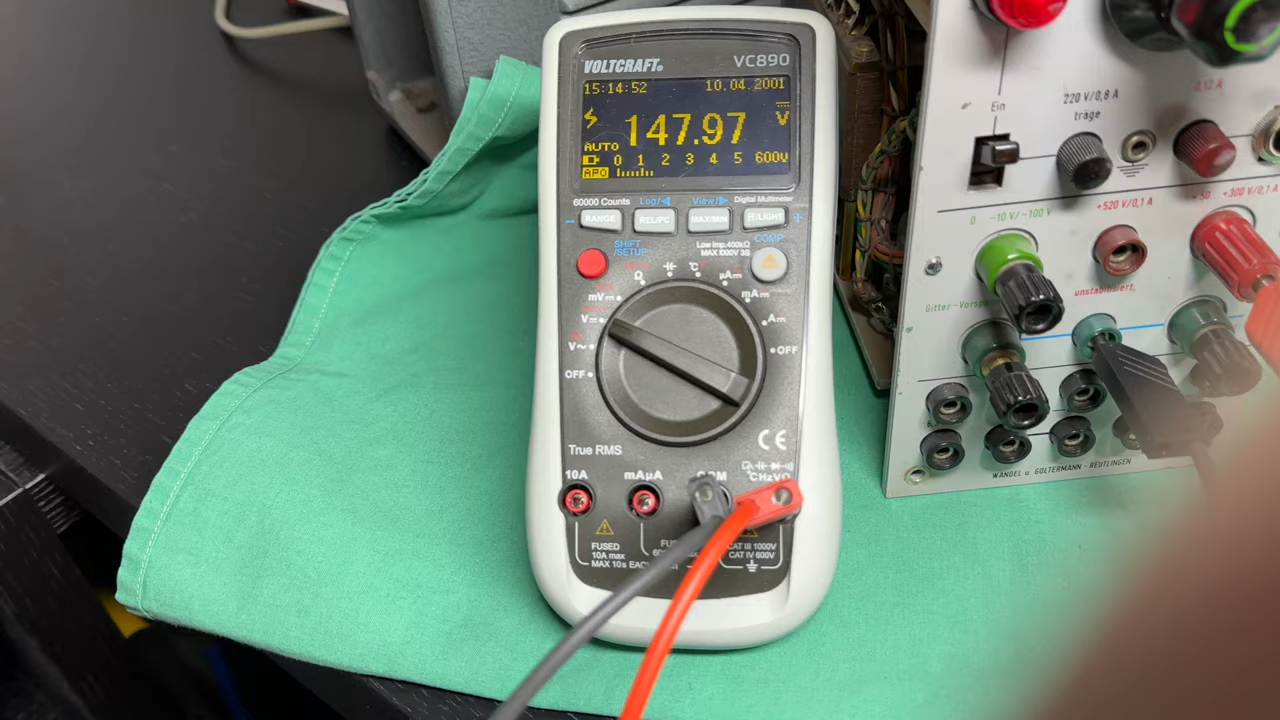 VOLTCRAFT®
VC890
15:14:52
10.04.2001
147.97
V
AUTO
0 1 2 3 4 5 600V
APO
60000 Counts
Log/◀
View/▶
Digital Multimeter
−
RANGE
REL/PC
MAX/MIN
H/LIGHT
+
SHIFT
/SETUP
Low Imp.400kΩ
MAX 1000V 3S
COMP
Ω
°C
µA
mV
mA
V
A
V~
OFF
OFF
True RMS
CE
10A
mAµA
COM
°CHzVΩ
FUSED
10A max
MAX 10s
CAT III 1000V
CAT IV 600V
Ein
220 V/0,8 A
träge
0,12 A
0
-10 V/-100 V
+520 V/0,1 A
+50...+300 V/0,1 A
unstabilisiert.
WANDEL u. GOLTERMANN - REUTLINGEN